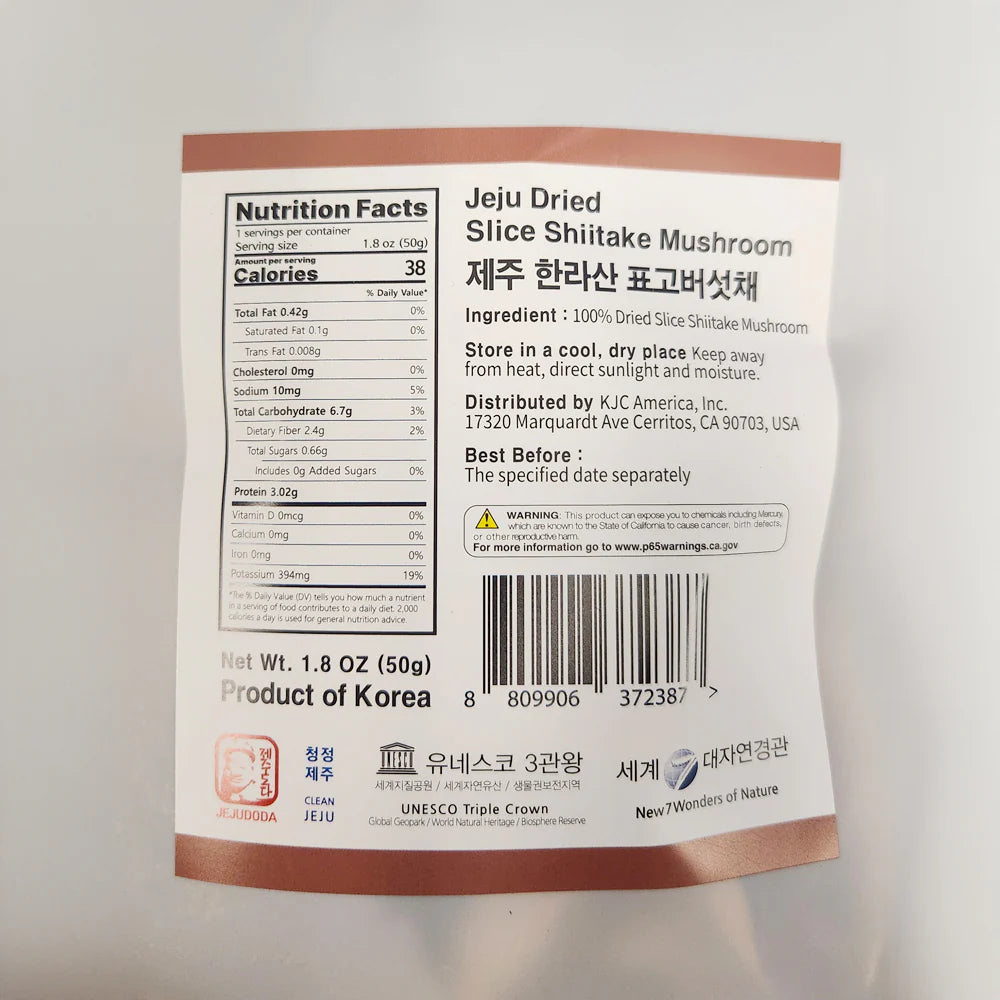 Nutrition Facts
1 servings per container
Serving size 1.8 oz (50g)
Amount per serving
Calories 38
% Daily Value*
Total Fat 0.42g 0%
Saturated Fat 0.1g 0%
Trans Fat 0.008g
Cholesterol 0mg 0%
Sodium 10mg 5%
Total Carbohydrate 6.7g 3%
Dietary Fiber 2.4g 2%
Total Sugars 0.66g
Includes 0g Added Sugars 0%
Protein 3.02g
Vitamin D 0mcg 0%
Calcium 0mg 0%
Iron 0mg 0%
Potassium 394mg 19%
*The % Daily Value (DV) tells you how much a nutrient
in a serving of food contributes to a daily diet. 2,000
calories a day is used for general nutrition advice.
Net Wt. 1.8 OZ (50g)
Product of Korea
Jeju Dried
Slice Shiitake Mushroom
제주 한라산 표고버섯채
Ingredient : 100% Dried Slice Shiitake Mushroom
Store in a cool, dry place Keep away
from heat, direct sunlight and moisture.
Distributed by KJC America, Inc.
17320 Marquardt Ave Cerritos, CA 90703, USA
Best Before :
The specified date separately
WARNING: This product can expose you to chemicals including Mercury,
which are known to the State of California to cause cancer, birth defects,
or other reproductive harm.
For more information go to www.p65warnings.ca.gov
8 809906 372387 >
제주도다
JEJUDODA
청정
제주
CLEAN
JEJU
유네스코 3관왕
세계지질공원 / 세계자연유산 / 생물권보전지역
UNESCO Triple Crown
Global Geopark / World Natural Heritage / Biosphere Reserve
세계 7 대자연경관
New7Wonders of Nature